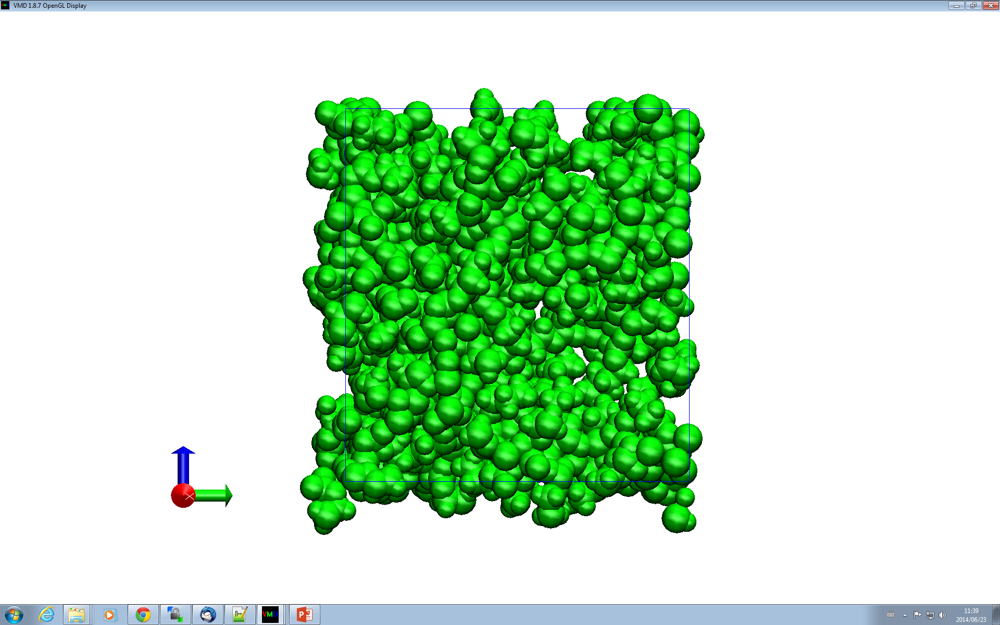 VMD 1.8.7 OpenGL Display
X
VMD
P
11:39
2014/06/23